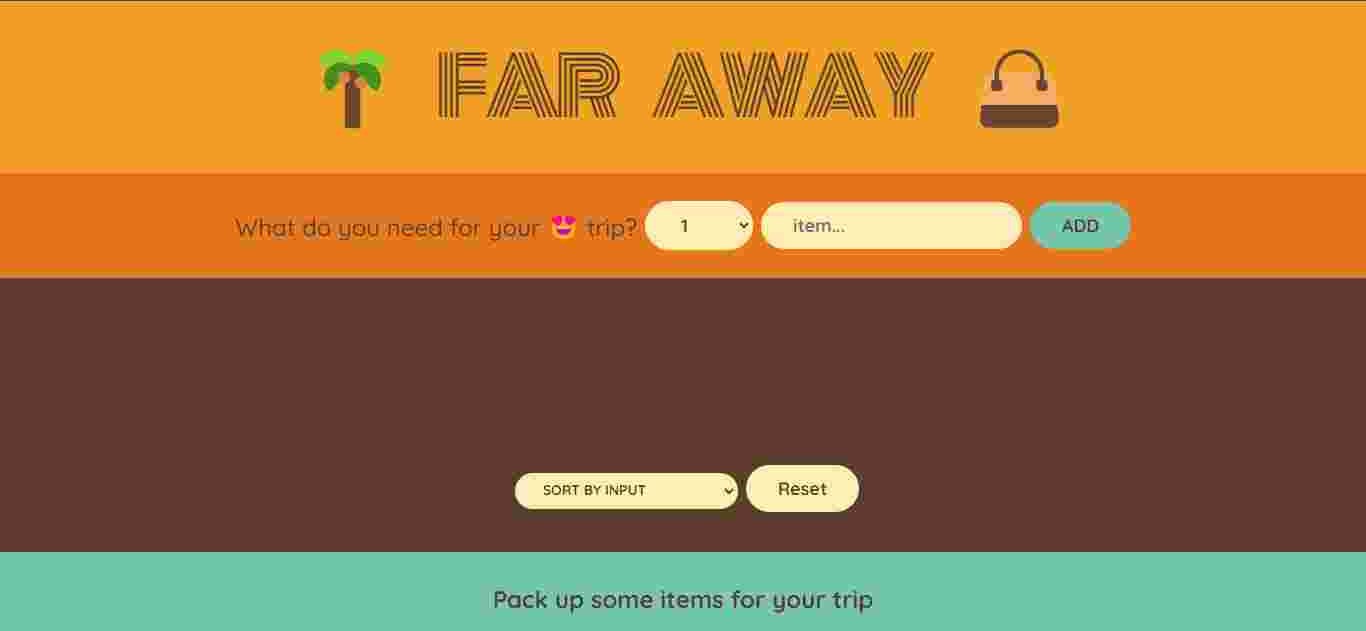 🌴 FAR AWAY 👜
What do you need for your 😍 trip? 1 item... ADD
SORT BY INPUT Reset
Pack up some items for your trip